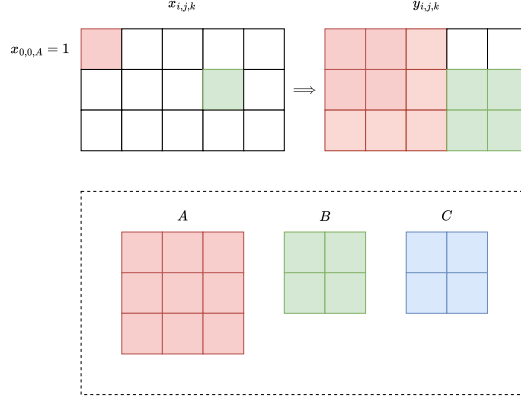 x_{i,j,k} y_{i,j,k}
x_{0,0,A} = 1
⟹
A B C